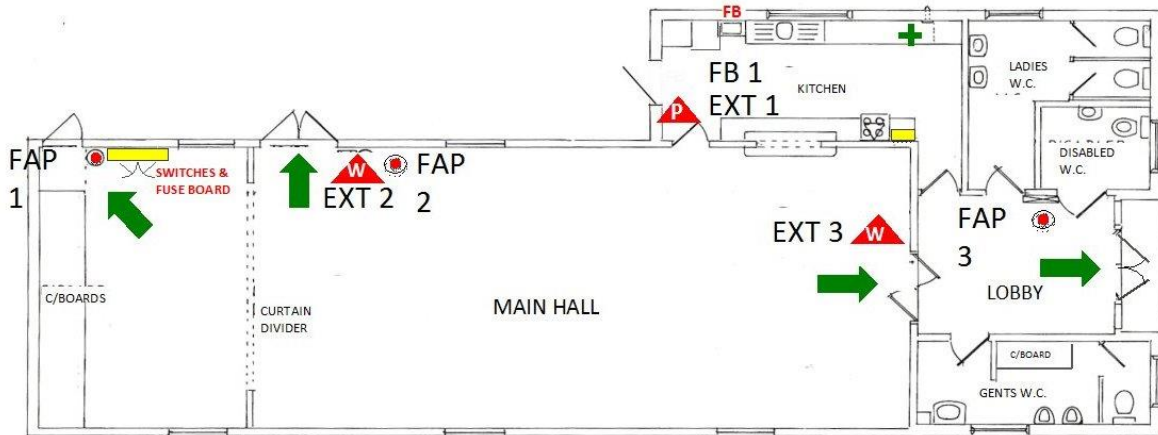 FB
FB 1
EXT 1
KITCHEN
P
LADIES
W.C.
DISABLED
W.C.
FAP
1
SWITCHES &
FUSE BOARD
W
EXT 2
FAP
2
EXT 3
W
FAP
3
C/BOARDS
CURTAIN
DIVIDER
MAIN HALL
LOBBY
C/BOARD
GENTS W.C.